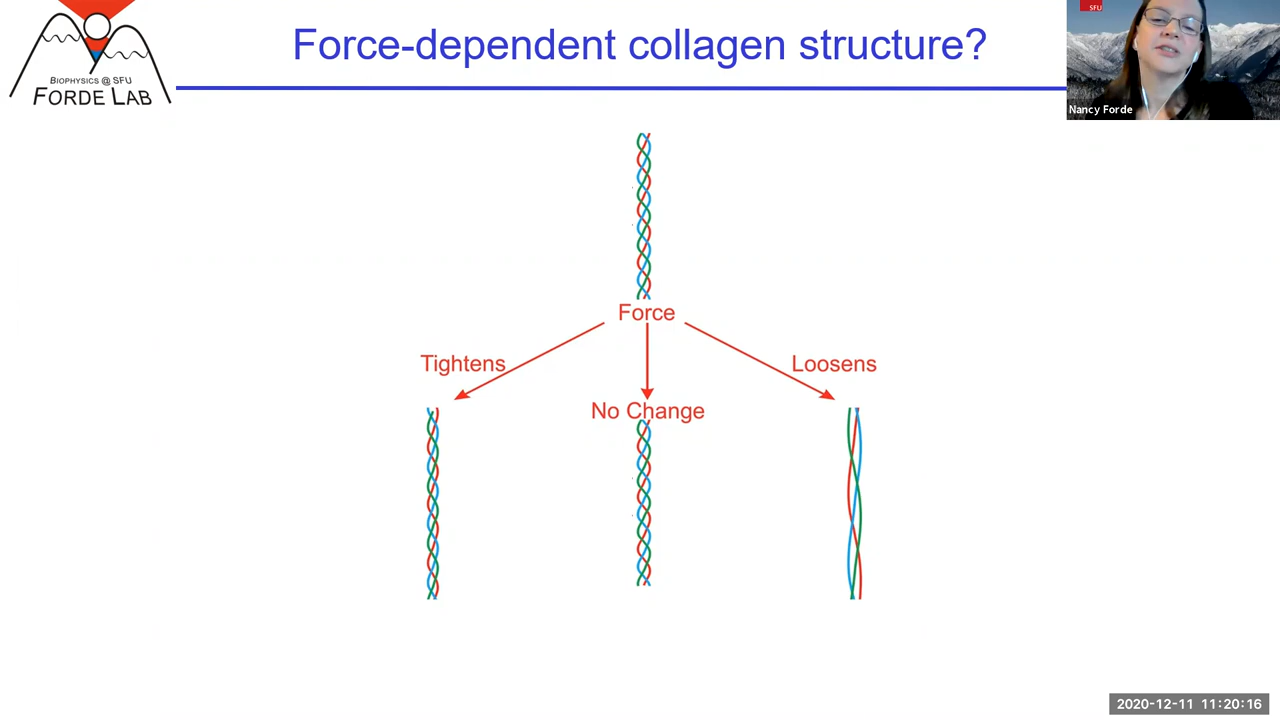 Force-dependent collagen structure?
BIOPHYSICS @ SFU
FORDE LAB
SFU
Nancy Forde
Force
Tightens
Loosens
No Change
2020-12-11 11:20:16